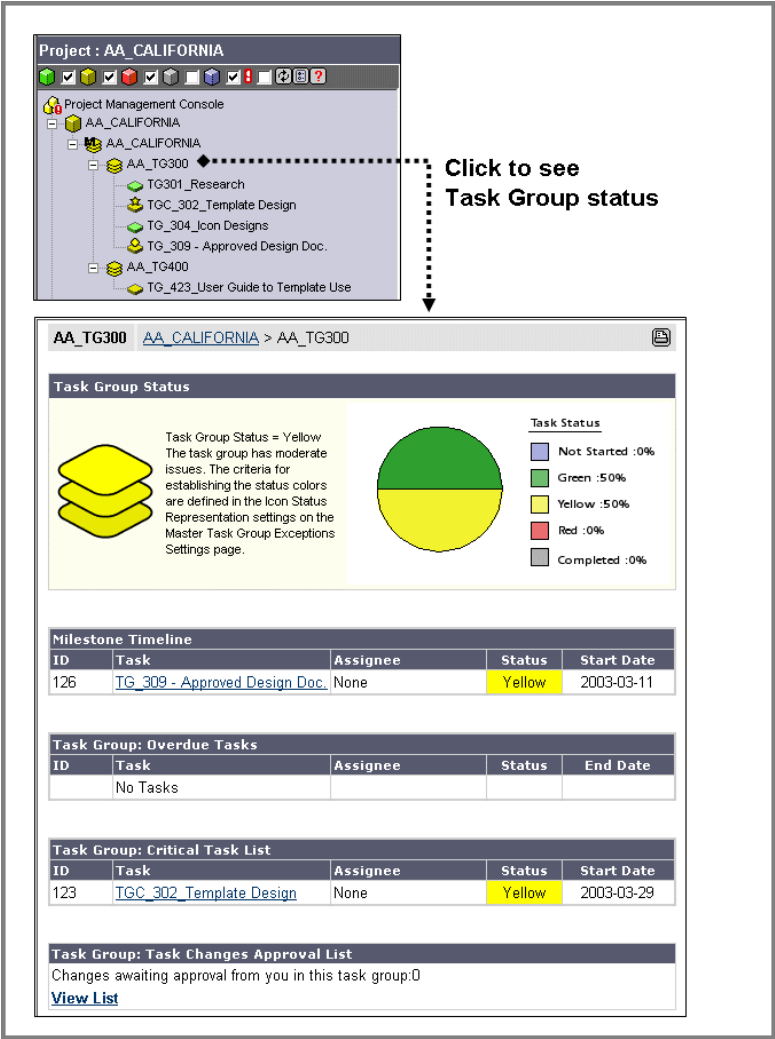 Project : AA_CALIFORNIA
Project Management Console
AA_CALIFORNIA
AA_CALIFORNIA
AA_TG300
TG301_Research
TGC_302_Template Design
TG_304_Icon Designs
TG_309 - Approved Design Doc.
AA_TG400
TG_423_User Guide to Template Use
Click to see
Task Group status
AA_TG300 AA_CALIFORNIA > AA_TG300
Task Group Status
Task Group Status = Yellow
The task group has moderate
issues. The criteria for
establishing the status colors
are defined in the Icon Status
Representation settings on the
Master Task Group Exceptions
Settings page.
Task Status
Not Started :0%
Green :50%
Yellow :50%
Red :0%
Completed :0%
Milestone Timeline
ID Task Assignee Status Start Date
126 TG_309 - Approved Design Doc. None Yellow 2003-03-11
Task Group: Overdue Tasks
ID Task Assignee Status End Date
No Tasks
Task Group: Critical Task List
ID Task Assignee Status Start Date
123 TGC_302_Template Design None Yellow 2003-03-29
Task Group: Task Changes Approval List
Changes awaiting approval from you in this task group:0
View List